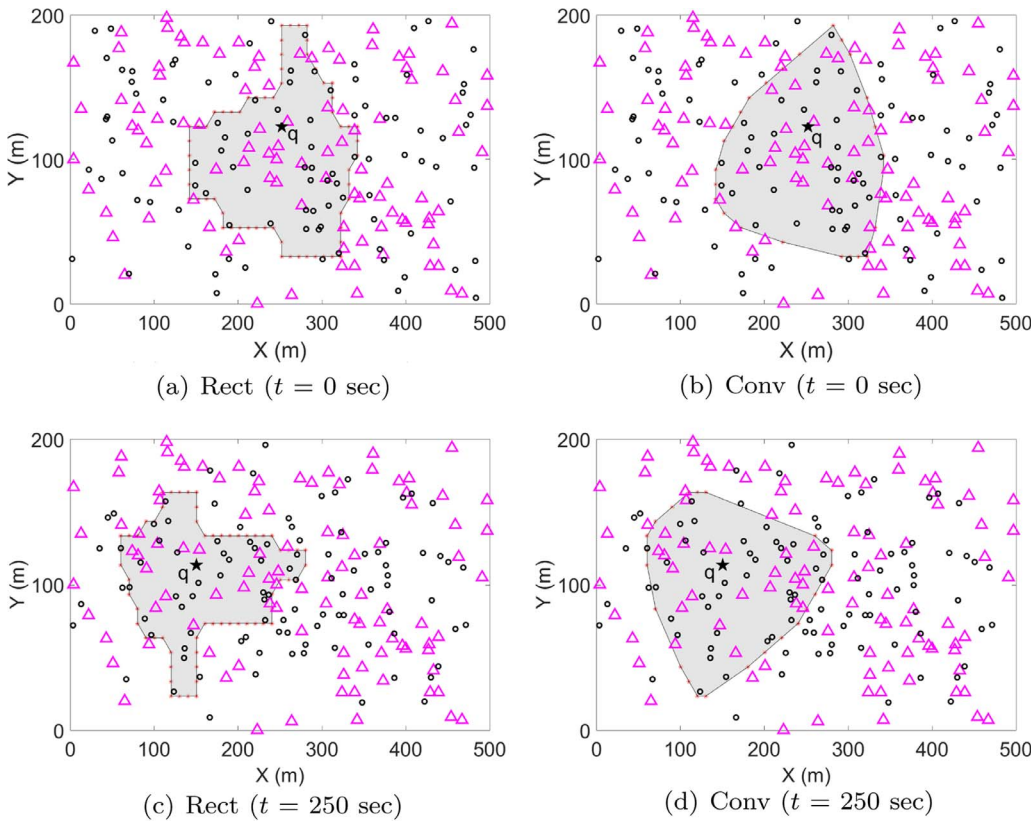 200
100
0
Y (m)
q
0 100 200 300 400 500
X (m)
(a) Rect (t = 0 sec)
200
100
0
Y (m)
q
0 100 200 300 400 500
X (m)
(b) Conv (t = 0 sec)
200
100
0
Y (m)
q
0 100 200 300 400 500
X (m)
(c) Rect (t = 250 sec)
200
100
0
Y (m)
q
0 100 200 300 400 500
X (m)
(d) Conv (t = 250 sec)